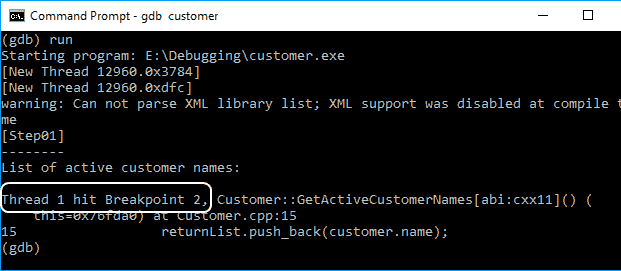 Command Prompt - gdb customer
(gdb) run
Starting program: E:\Debugging\customer.exe
[New Thread 12960.0x3784]
[New Thread 12960.0xdfc]
warning: Can not parse XML library list; XML support was disabled at compile t
me
[Step01]
--------
List of active customer names:
Thread 1 hit Breakpoint 2, Customer::GetActiveCustomerNames[abi:cxx11]() (
this=0x76fda0) at Customer.cpp:15
15 returnList.push_back(customer.name);
(gdb)